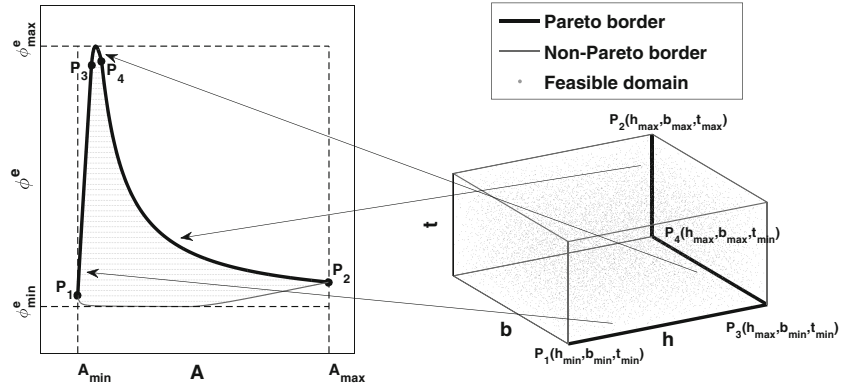 Pareto border
Non-Pareto border
Feasible domain
ϕ^e_max
P_3
P_4
ϕ^e
P_1
P_2
ϕ^e_min
A_min
A
A_max
P_2(h_max,b_max,t_max)
t
P_4(h_max,b_max,t_min)
b
h
P_3(h_max,b_min,t_min)
P_1(h_min,b_min,t_min)